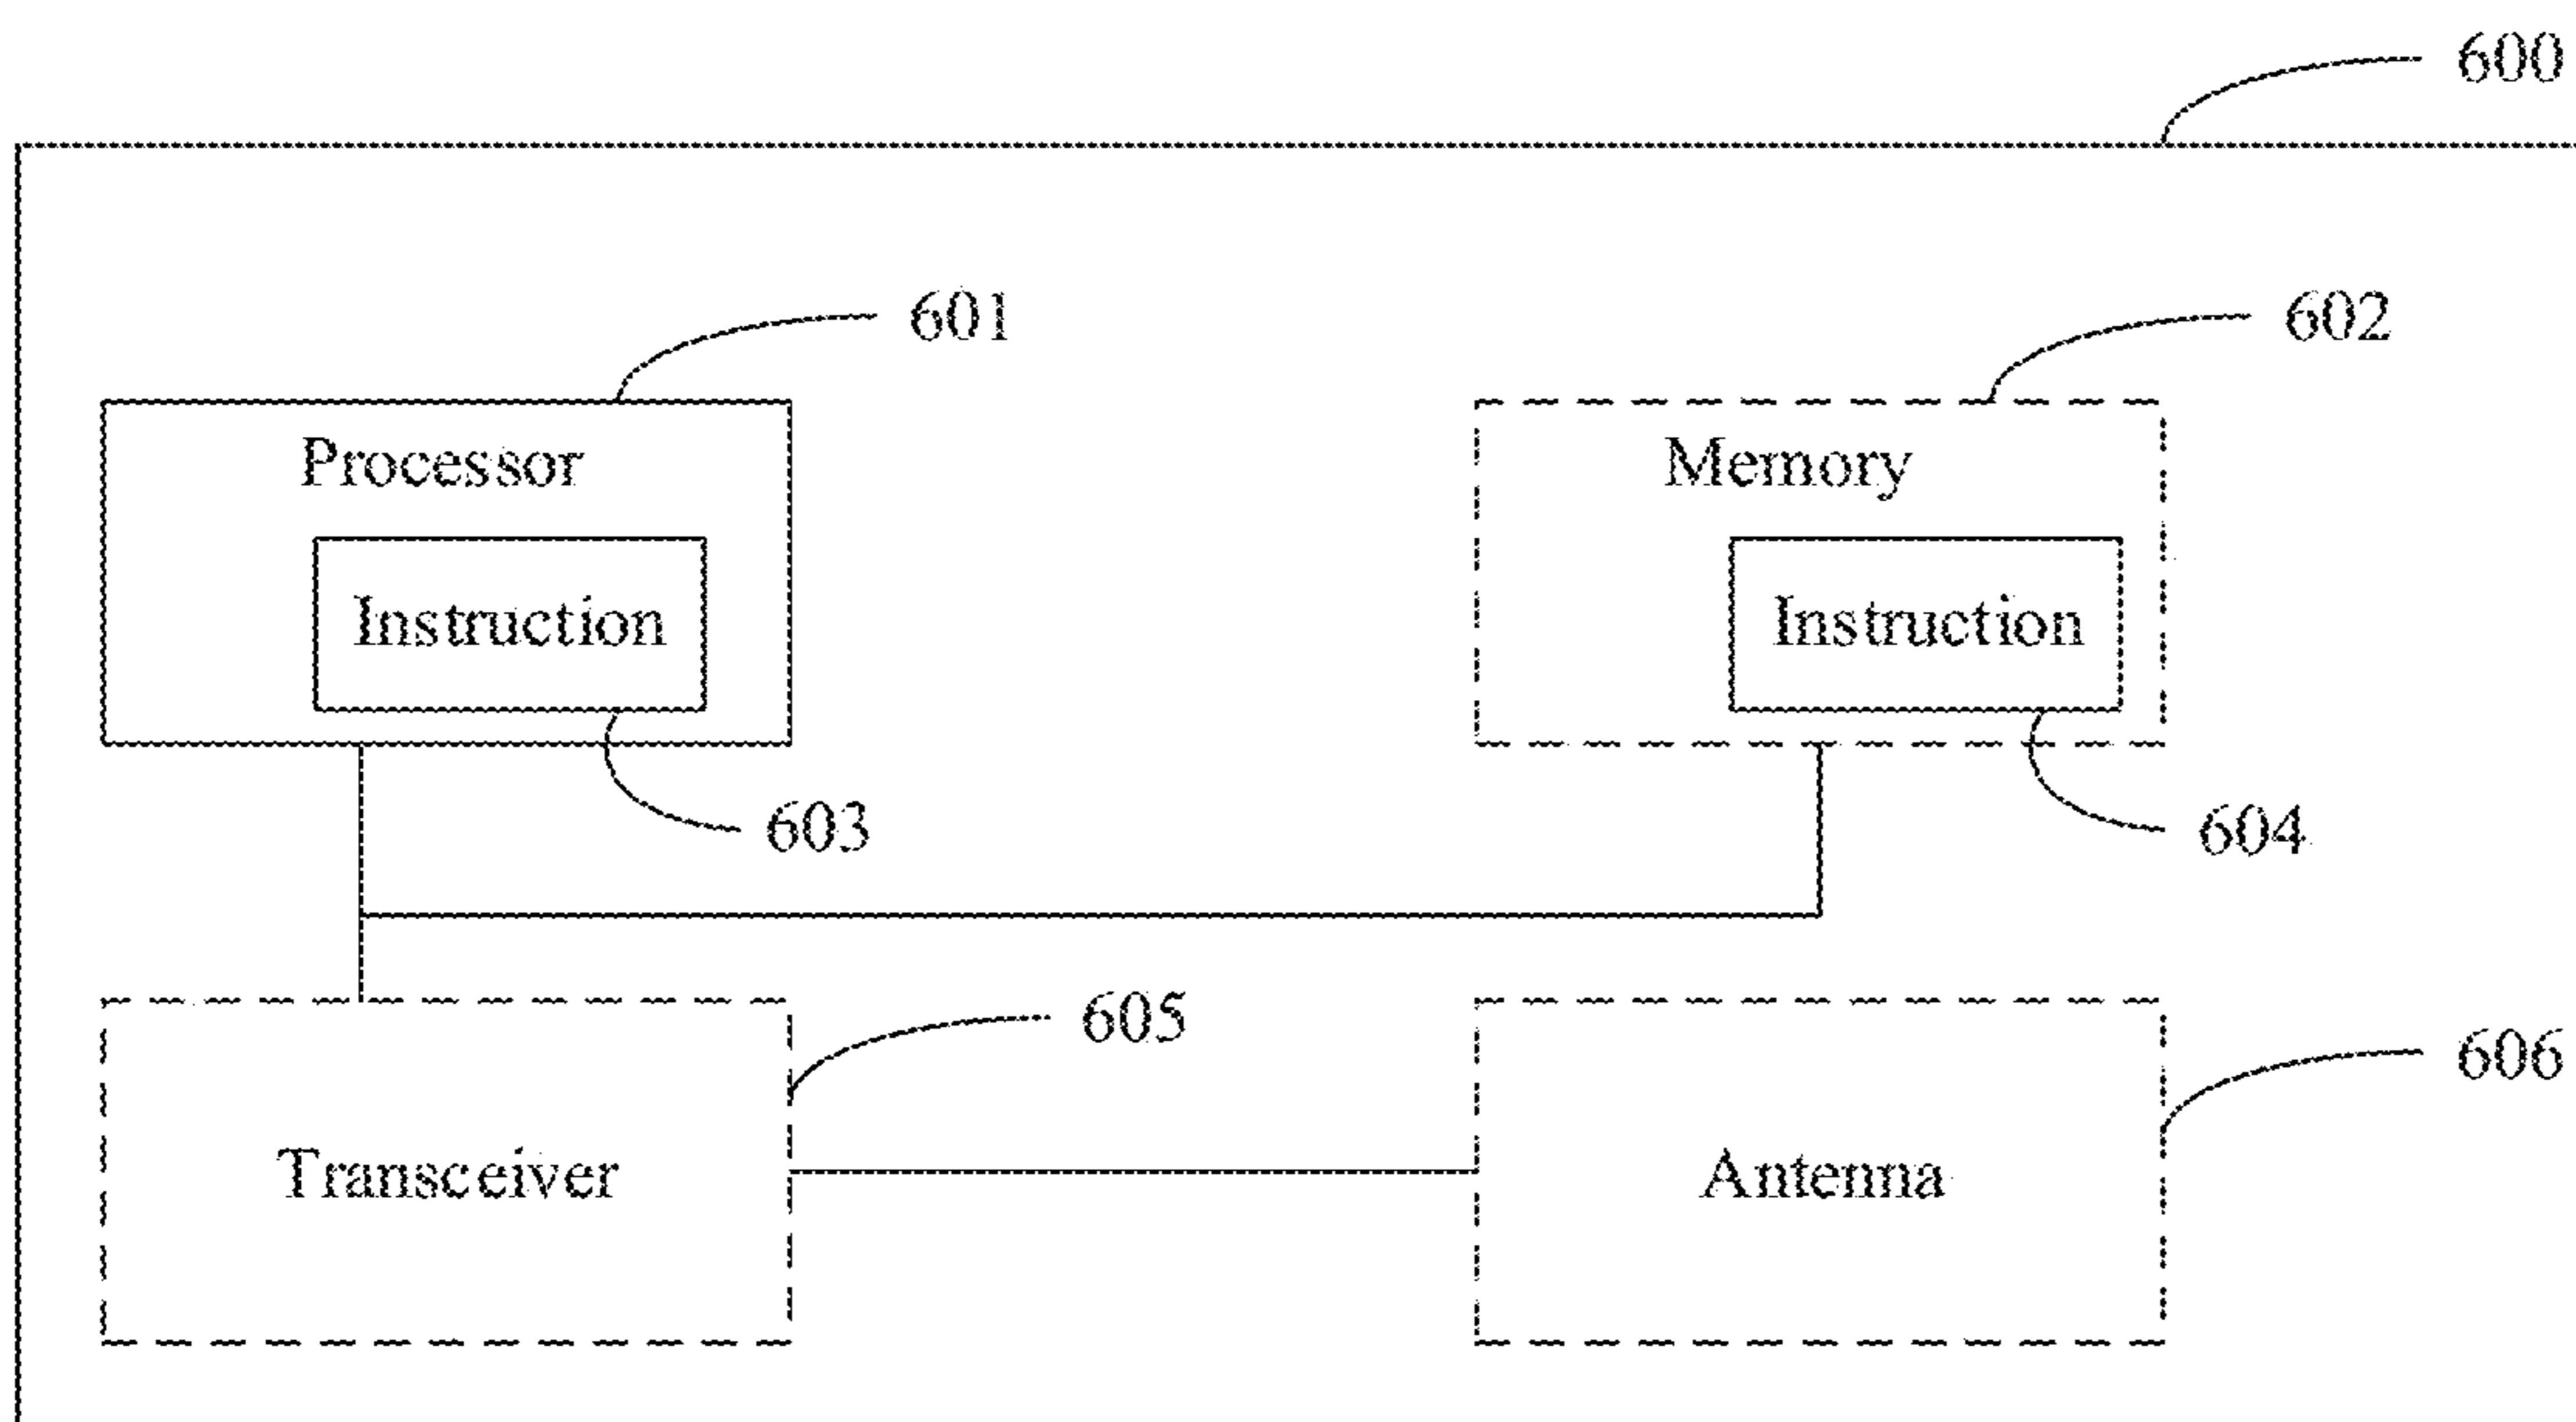 600
601
602
Processor
Memory
Instruction
Instruction
603
604
605
606
Transceiver
Antenna